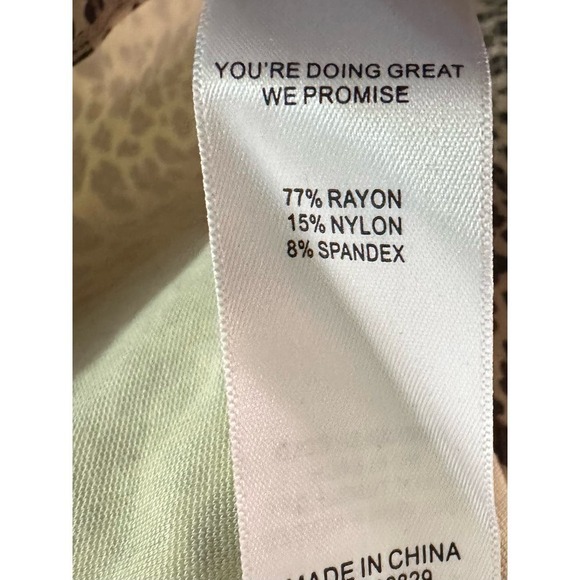 YOU'RE DOING GREAT
WE PROMISE
77% RAYON
15% NYLON
8% SPANDEX
MADE IN CHINA